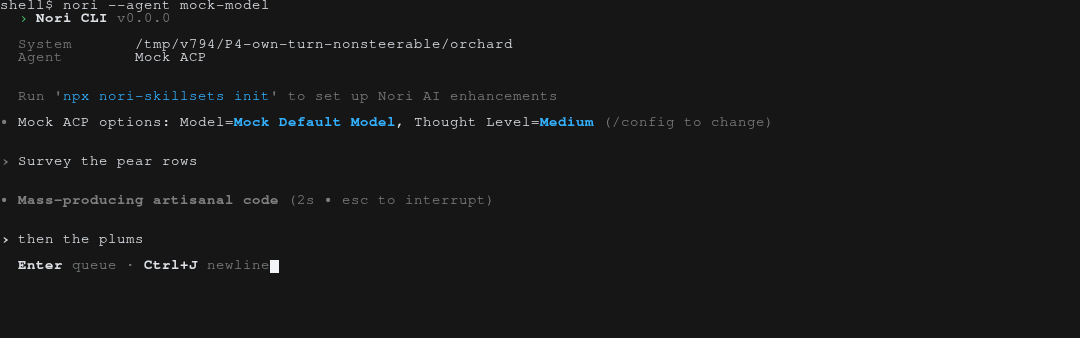 shell$ nori --agent mock-model
› Nori CLI v0.0.0
System /tmp/v794/P4-own-turn-nonsteerable/orchard
Agent Mock ACP
Run 'npx nori-skillsets init' to set up Nori AI enhancements
• Mock ACP options: Model=Mock Default Model, Thought Level=Medium (/config to change)
› Survey the pear rows
• Mass-producing artisanal code (2s • esc to interrupt)
› then the plums
Enter queue · Ctrl+J newline